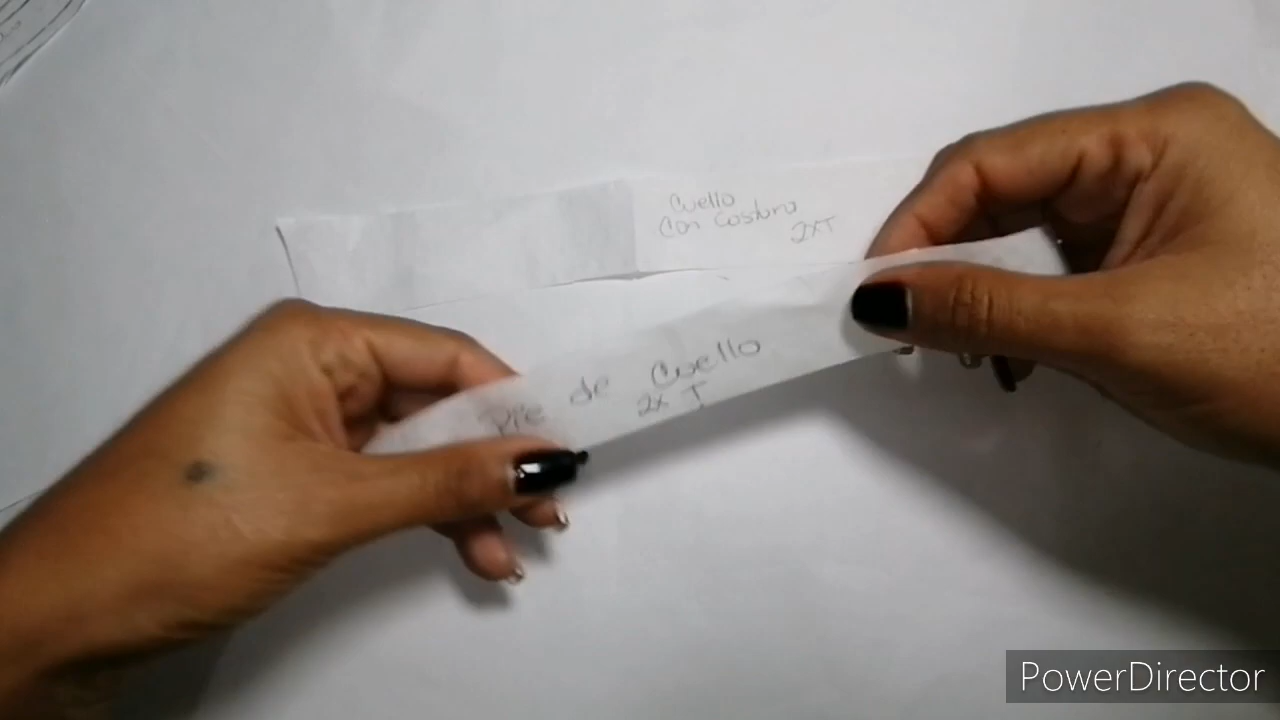 Cuello
Con Costura
2XT
Pie de Cuello
2x T
PowerDirector